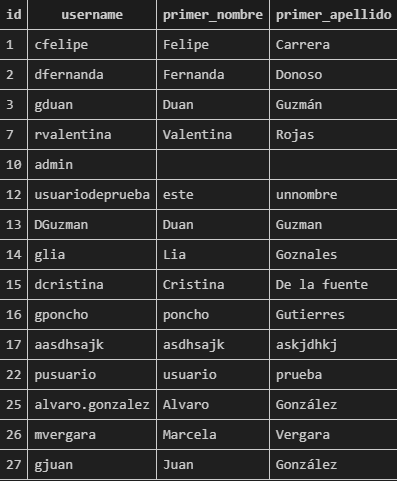 id username primer_nombre primer_apellido
1 cfelipe Felipe Carrera
2 dfernanda Fernanda Donoso
3 gduan Duan Guzmán
7 rvalentina Valentina Rojas
10 admin
12 usuariodeprueba este unnombre
13 DGuzman Duan Guzman
14 glia Lia Goznales
15 dcristina Cristina De la fuente
16 gponcho poncho Gutierres
17 aasdhsajk asdhsajk askjdhkj
22 pusuario usuario prueba
25 alvaro.gonzalez Alvaro González
26 mvergara Marcela Vergara
27 gjuan Juan González